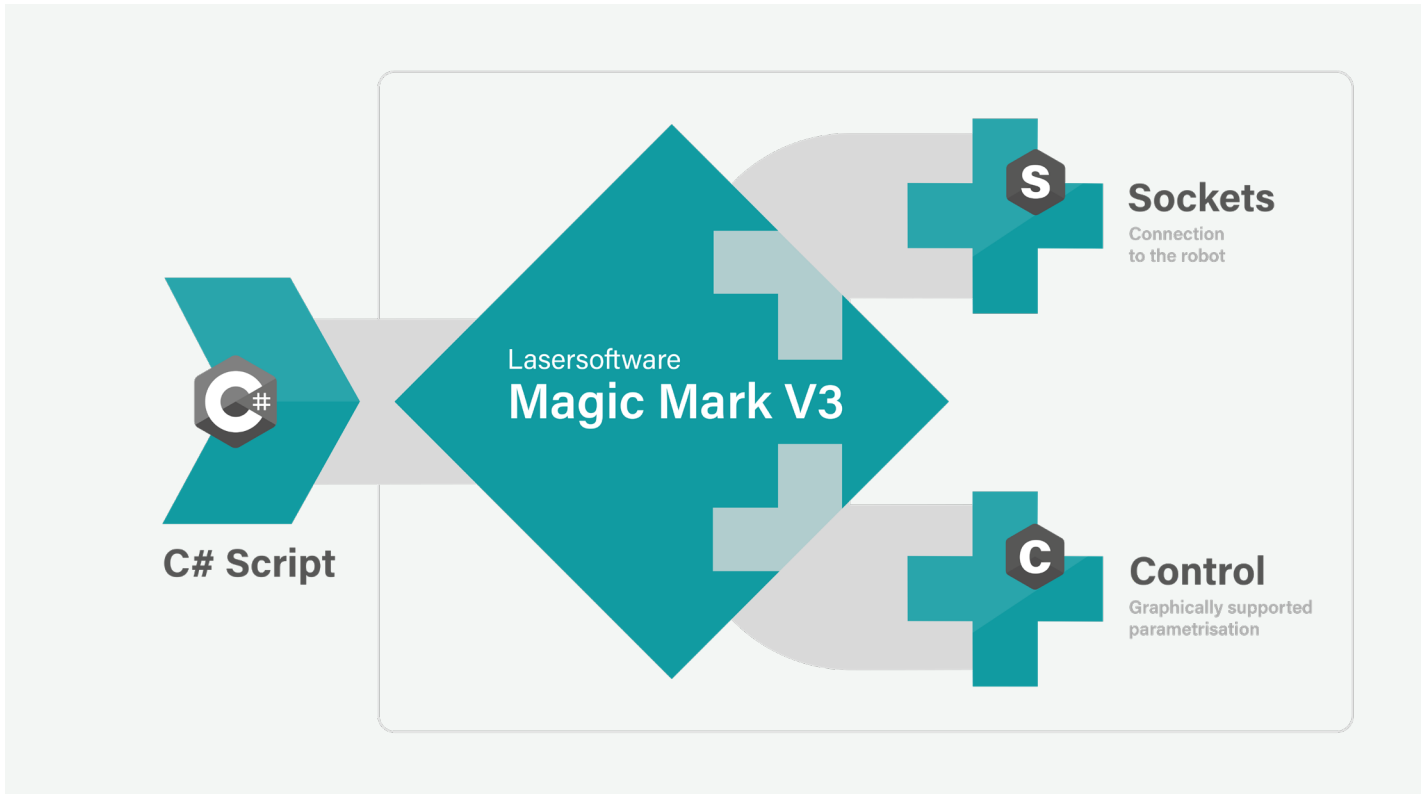 Lasersoftware
Magic Mark V3
C#
C# Script
S
Sockets
Connection
to the robot
C
Control
Graphically supported
parametrisation